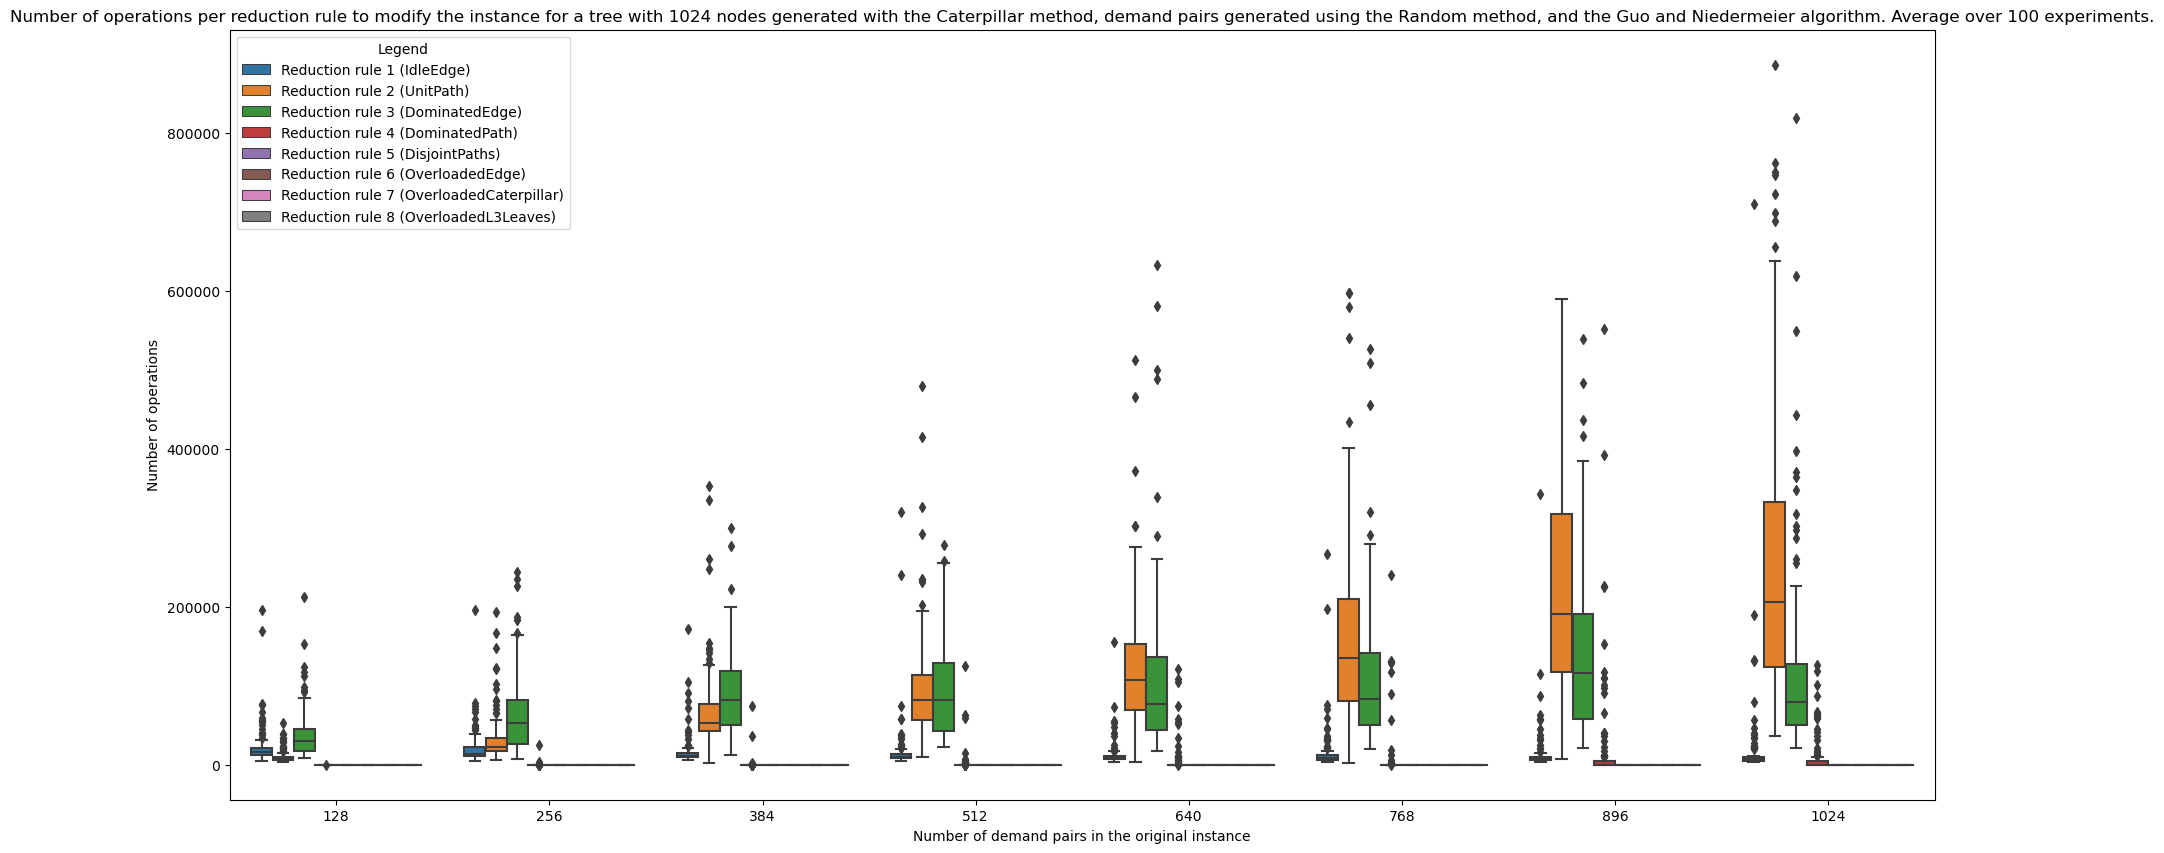 Number of operations per reduction rule to modify the instance for a tree with 1024 nodes generated with the Caterpillar method, demand pairs generated using the Random method, and the Guo and Niedermeier algorithm. Average over 100 experiments.
Legend
Reduction rule 1 (IdleEdge)
Reduction rule 2 (UnitPath)
Reduction rule 3 (DominatedEdge)
Reduction rule 4 (DominatedPath)
Reduction rule 5 (DisjointPaths)
Reduction rule 6 (OverloadedEdge)
Reduction rule 7 (OverloadedCaterpillar)
Reduction rule 8 (OverloadedL3Leaves)
800000
600000
400000
200000
0
Number of operations
128 256 384 512 640 768 896 1024
Number of demand pairs in the original instance